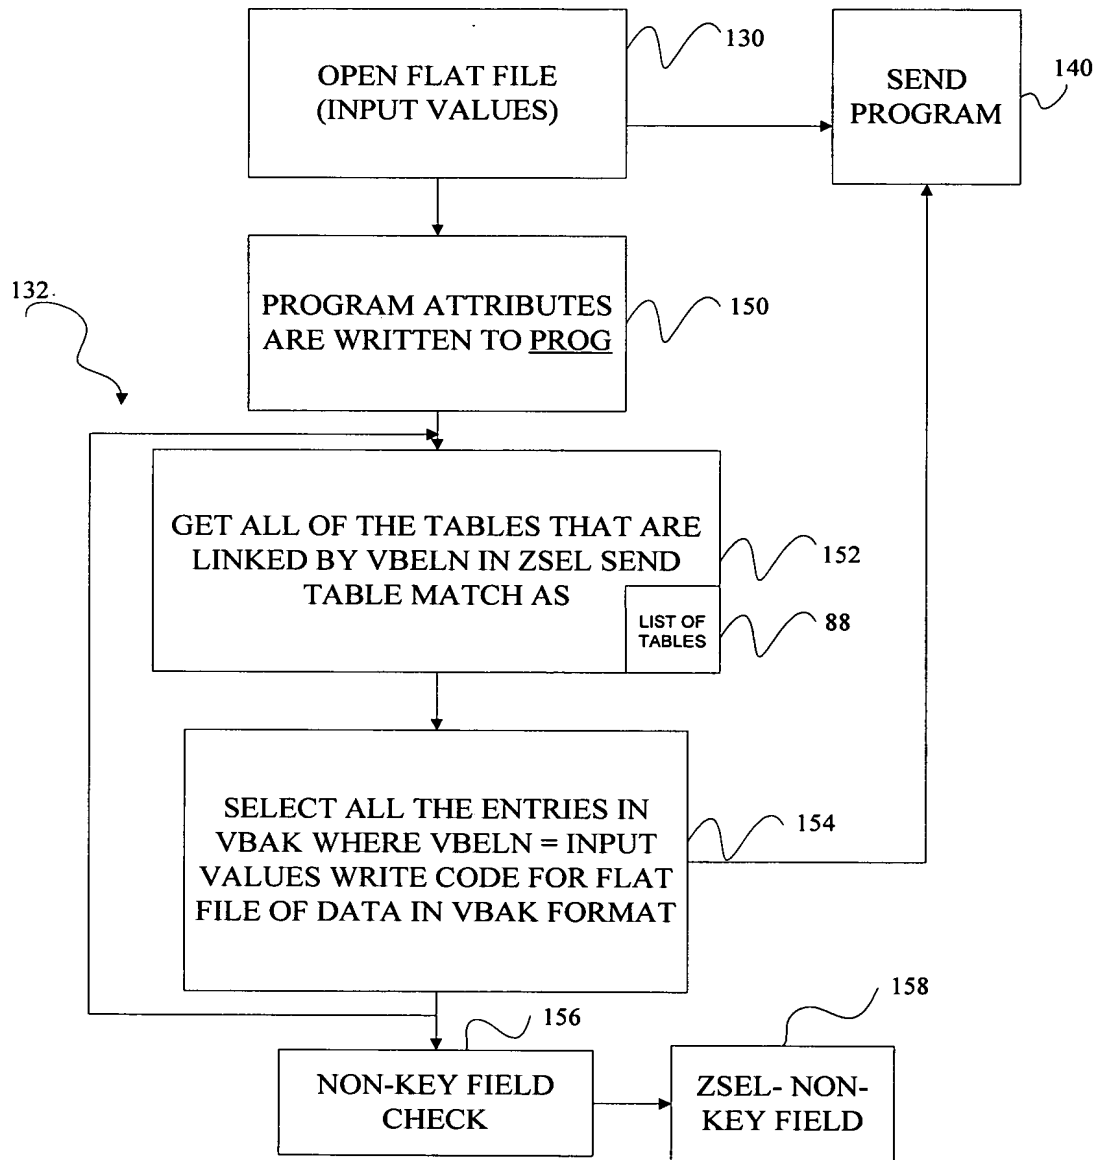 OPEN FLAT FILE
(INPUT VALUES)
130
SEND
PROGRAM
140
132
PROGRAM ATTRIBUTES
ARE WRITTEN TO PROG
150
GET ALL OF THE TABLES THAT ARE
LINKED BY VBELN IN ZSEL SEND
TABLE MATCH AS
152
LIST OF
TABLES
88
SELECT ALL THE ENTRIES IN
VBAK WHERE VBELN = INPUT
VALUES WRITE CODE FOR FLAT
FILE OF DATA IN VBAK FORMAT
154
156
NON-KEY FIELD
CHECK
158
ZSEL- NON-
KEY FIELD